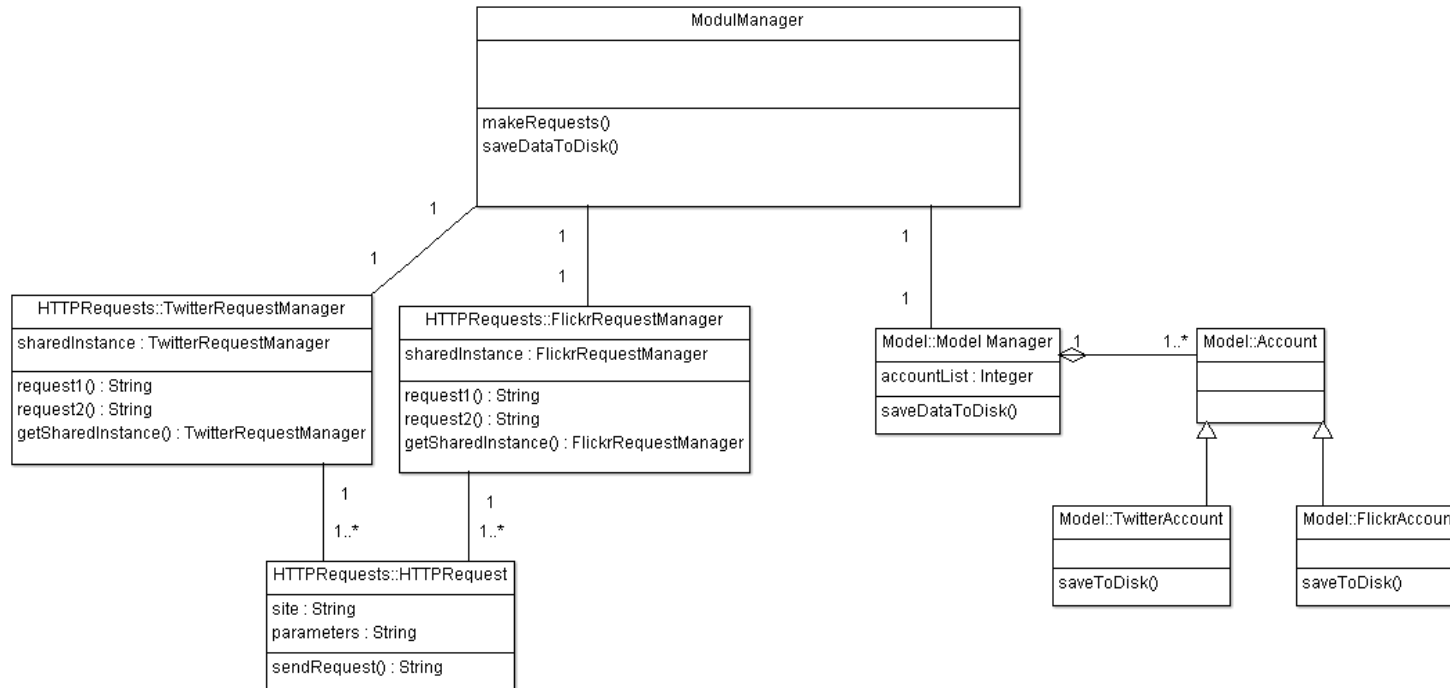 ModulManager
makeRequests()
saveDataToDisk()
1
1
1
1
1
1
HTTPRequests::TwitterRequestManager
sharedInstance : TwitterRequestManager
request1() : String
request2() : String
getSharedInstance() : TwitterRequestManager
HTTPRequests::FlickrRequestManager
sharedInstance : FlickrRequestManager
request1() : String
request2() : String
getSharedInstance() : FlickrRequestManager
Model::Model Manager
accountList : Integer
saveDataToDisk()
1
1..*
Model::Account
1
1..*
1
1..*
HTTPRequests::HTTPRequest
site : String
parameters : String
sendRequest() : String
Model::TwitterAccount
saveToDisk()
Model::FlickrAccoun
saveToDisk()